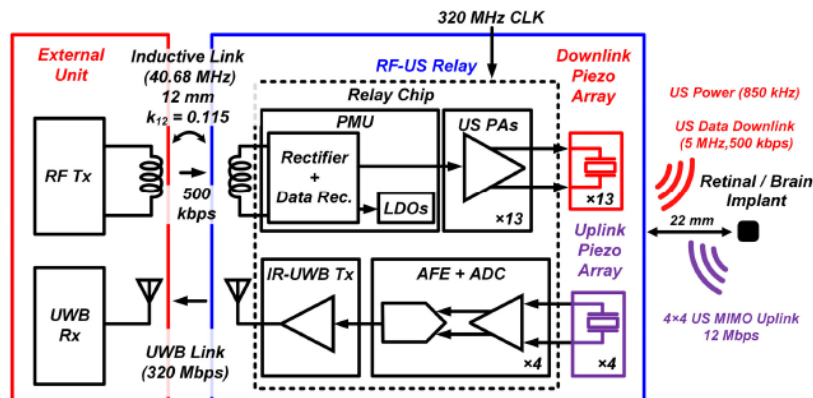 320 MHz CLK
External
Unit
Inductive Link
(40.68 MHz)
12 mm
k12 = 0.115
RF Tx
500
kbps
RF-US Relay
Relay Chip
PMU
Rectifier
+
Data Rec.
LDOs
US PAs
×13
Downlink
Piezo
Array
×13
US Power (850 kHz)
US Data Downlink
(5 MHz,500 kbps)
Retinal / Brain
Implant
22 mm
UWB
Rx
UWB Link
(320 Mbps)
IR-UWB Tx
AFE + ADC
×4
Uplink
Piezo
Array
×4
4×4 US MIMO Uplink
12 Mbps